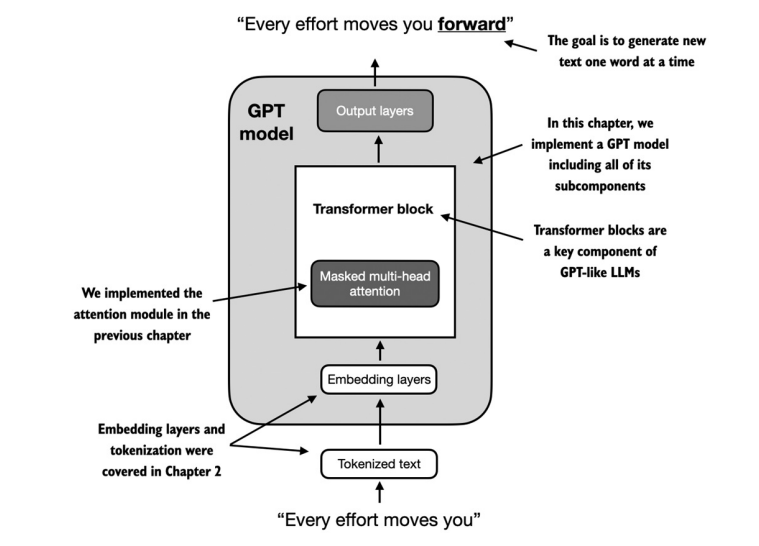 “Every effort moves you forward”
The goal is to generate new
text one word at a time
GPT
model
Output layers
In this chapter, we
implement a GPT model
including all of its
subcomponents
Transformer block
Transformer blocks are
a key component of
GPT-like LLMs
Masked multi-head
attention
We implemented the
attention module in the
previous chapter
Embedding layers
Embedding layers and
tokenization were
covered in Chapter 2
Tokenized text
“Every effort moves you”